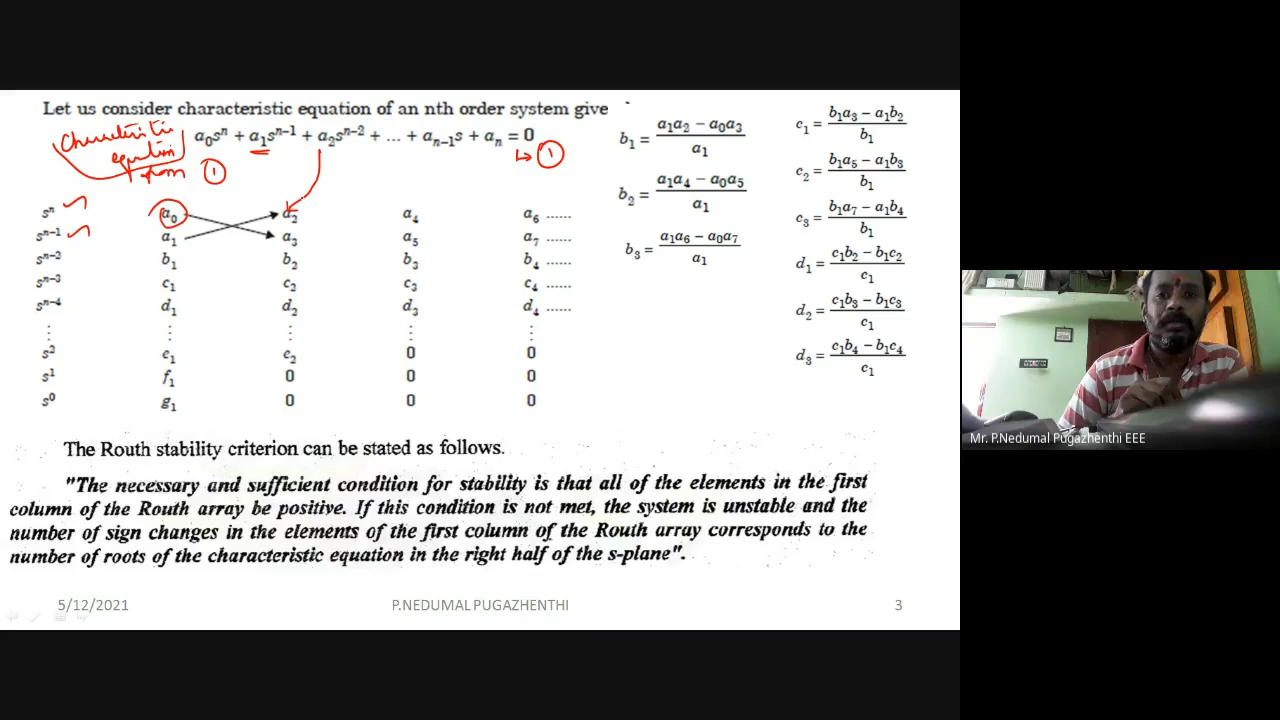 Let us consider characteristic equation of an nth order system give
a₀sⁿ + a₁sⁿ⁻¹ + a₂sⁿ⁻² + ... + aₙ₋₁s + aₙ = 0
Characteristic
equation
from ①
↳ ①
sⁿ a₀ a₂ a₄ a₆ ......
sⁿ⁻¹ a₁ a₃ a₅ a₇ ......
sⁿ⁻² b₁ b₂ b₃ b₄ ......
sⁿ⁻³ c₁ c₂ c₃ c₄ ......
sⁿ⁻⁴ d₁ d₂ d₃ d₄ ......
⋮ ⋮ ⋮ ⋮ ⋮
s² e₁ e₂ 0 0
s¹ f₁ 0 0 0
s⁰ g₁ 0 0 0
b₁ = (a₁a₂ − a₀a₃) / a₁
b₂ = (a₁a₄ − a₀a₅) / a₁
b₃ = (a₁a₆ − a₀a₇) / a₁
c₁ = (b₁a₃ − a₁b₂) / b₁
c₂ = (b₁a₅ − a₁b₃) / b₁
c₃ = (b₁a₇ − a₁b₄) / b₁
d₁ = (c₁b₂ − b₁c₂) / c₁
d₂ = (c₁b₃ − b₁c₃) / c₁
d₃ = (c₁b₄ − b₁c₄) / c₁
The Routh stability criterion can be stated as follows.
"The necessary and sufficient condition for stability is that all of the elements in the first
column of the Routh array be positive. If this condition is not met, the system is unstable and the
number of sign changes in the elements of the first column of the Routh array corresponds to the
number of roots of the characteristic equation in the right half of the s-plane".
5/12/2021 P.NEDUMAL PUGAZHENTHI 3
Mr. P.Nedumal Pugazhenthi EEE